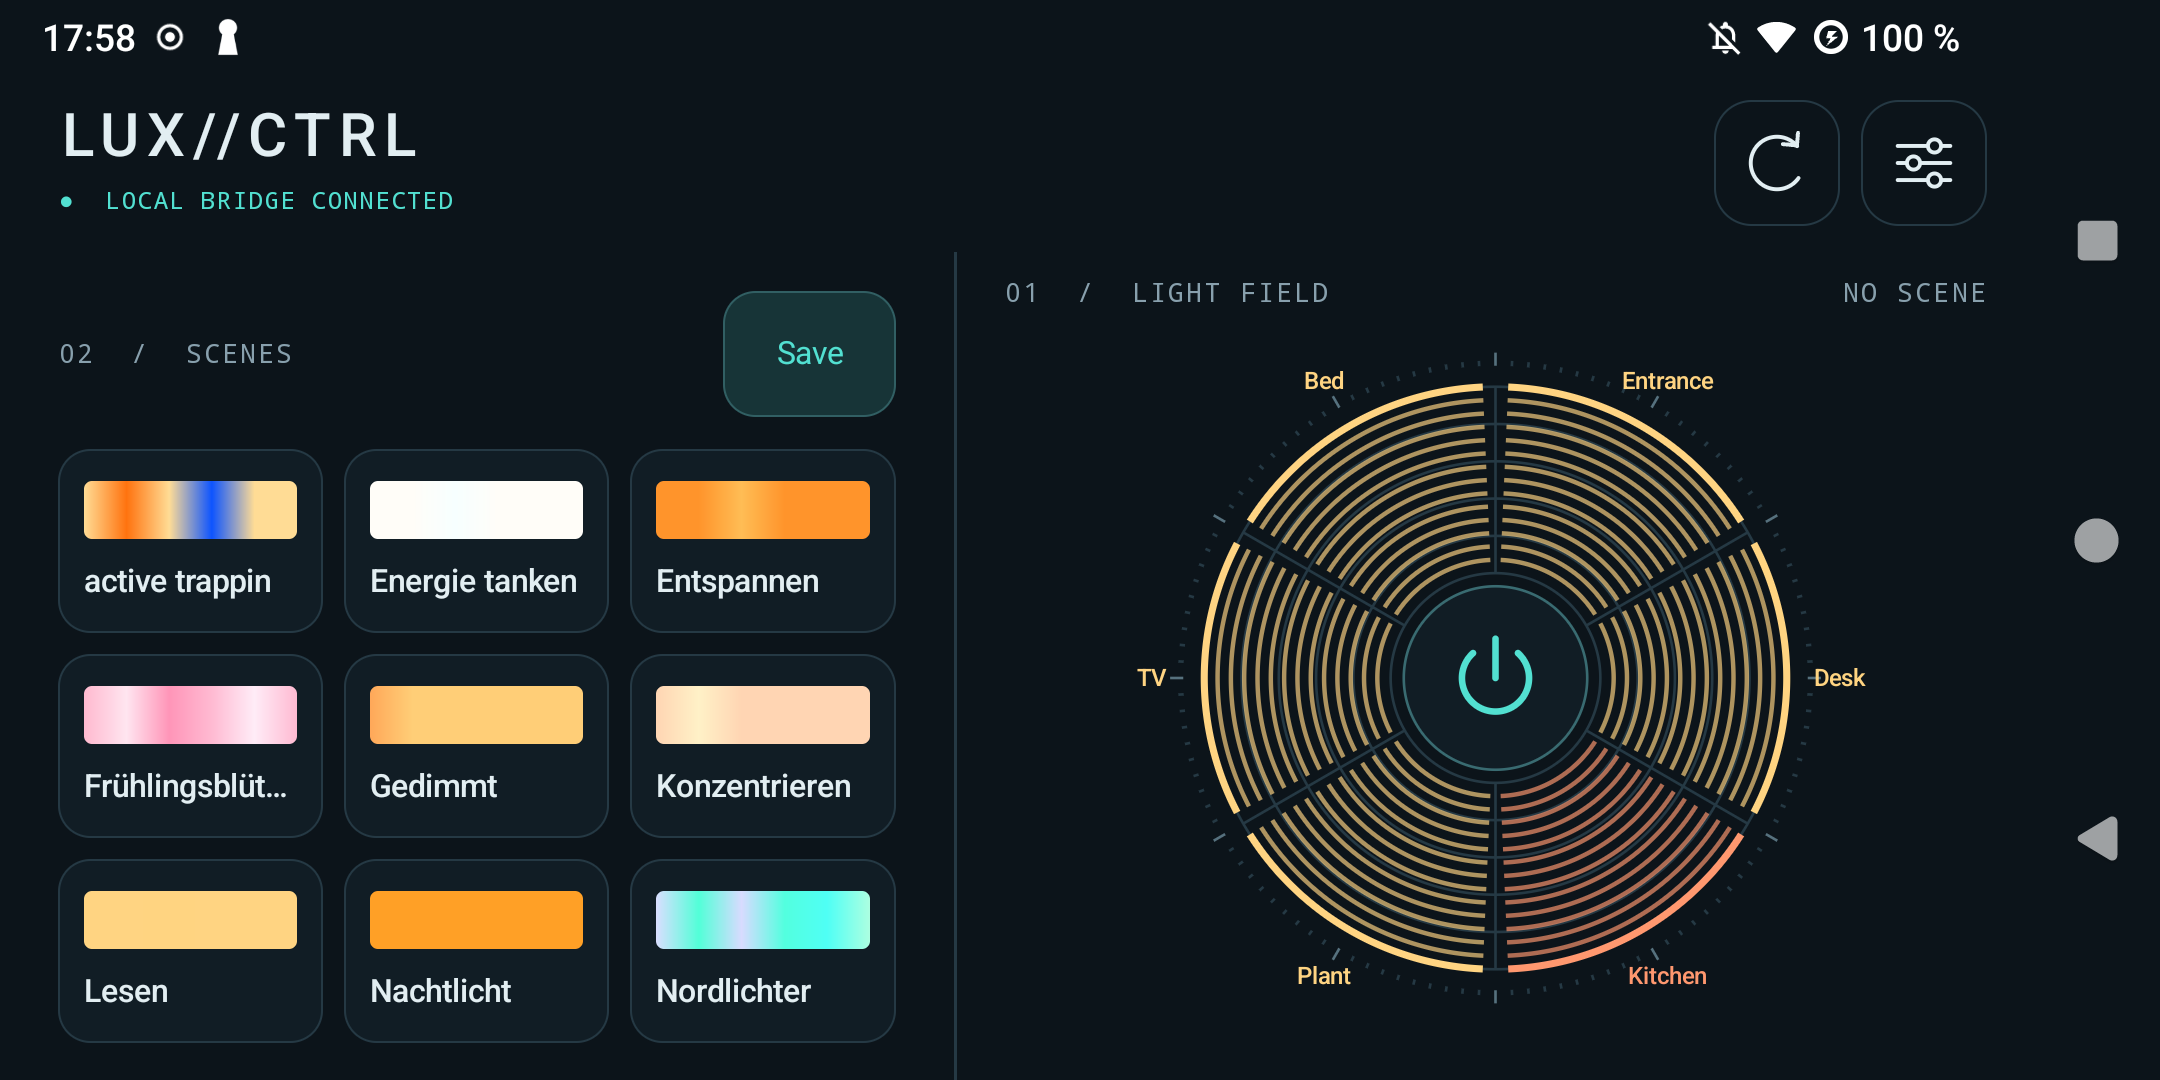 17:58
100 %
LUX//CTRL
LOCAL BRIDGE CONNECTED
02 / SCENES
Save
active trappin
Energie tanken
Entspannen
Frühlingsblüt...
Gedimmt
Konzentrieren
Lesen
Nachtlicht
Nordlichter
01 / LIGHT FIELD
NO SCENE
Bed
Entrance
TV
Desk
Plant
Kitchen